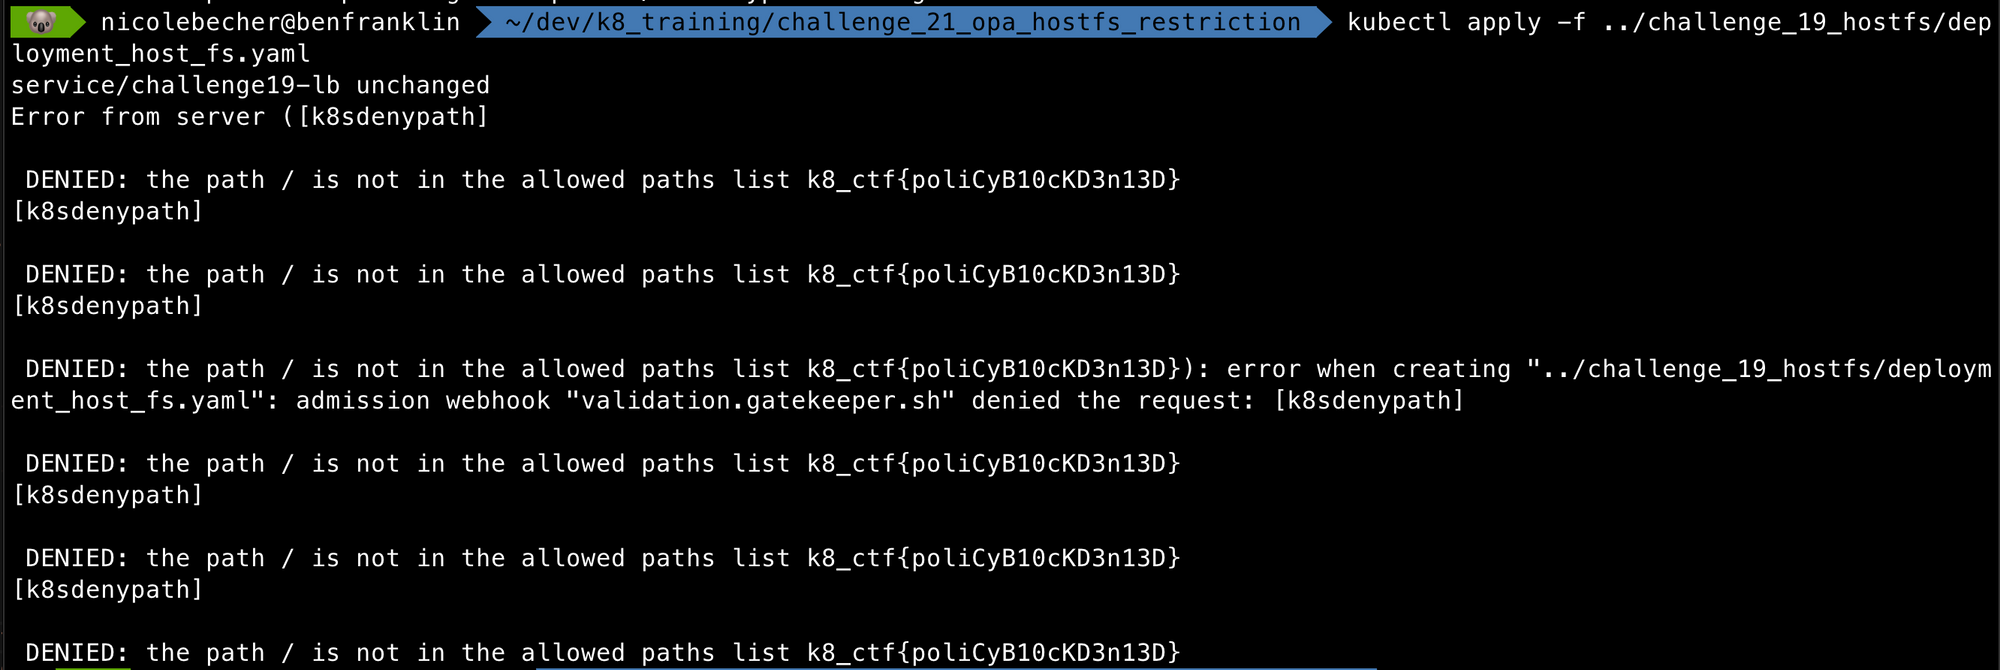 nicolebecher@benfranklin ~/dev/k8_training/challenge_21_opa_hostfs_restriction kubectl apply -f ../challenge_19_hostfs/dep
loyment_host_fs.yaml
service/challenge19-lb unchanged
Error from server ([k8sdenypath]
DENIED: the path / is not in the allowed paths list k8_ctf{poliCyB10cKD3n13D}
[k8sdenypath]
DENIED: the path / is not in the allowed paths list k8_ctf{poliCyB10cKD3n13D}
[k8sdenypath]
DENIED: the path / is not in the allowed paths list k8_ctf{poliCyB10cKD3n13D}): error when creating "../challenge_19_hostfs/deploym
ent_host_fs.yaml": admission webhook "validation.gatekeeper.sh" denied the request: [k8sdenypath]
DENIED: the path / is not in the allowed paths list k8_ctf{poliCyB10cKD3n13D}
[k8sdenypath]
DENIED: the path / is not in the allowed paths list k8_ctf{poliCyB10cKD3n13D}
[k8sdenypath]
DENIED: the path / is not in the allowed paths list k8_ctf{poliCyB10cKD3n13D}